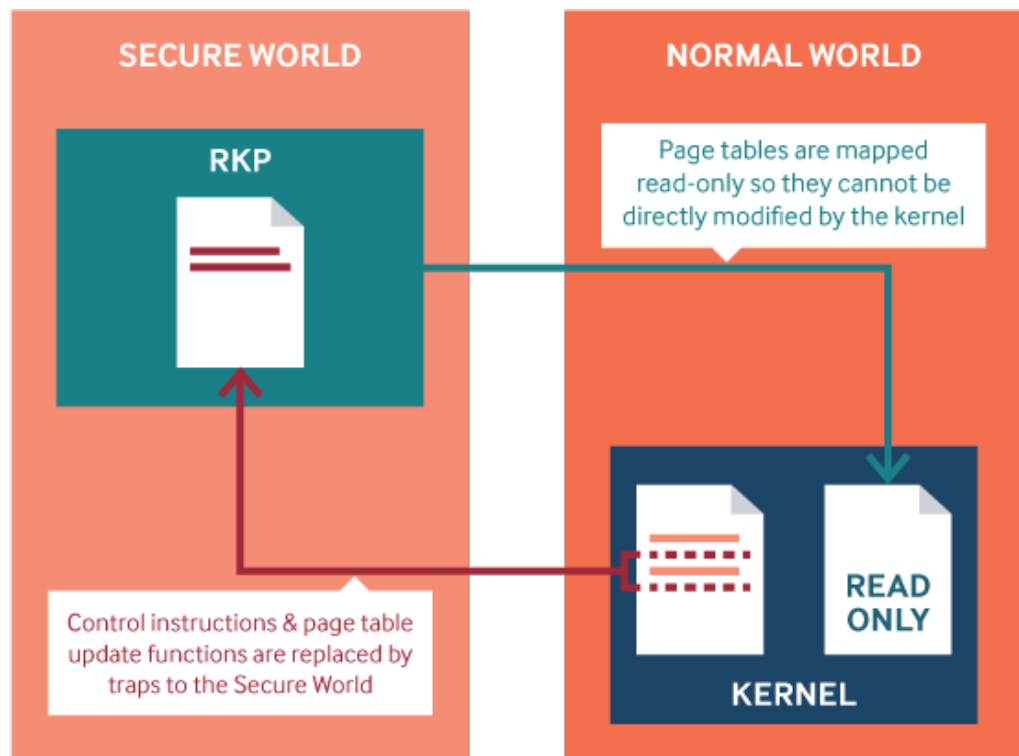 SECURE WORLD
RKP
Control instructions & page table
update functions are replaced by
traps to the Secure World
NORMAL WORLD
Page tables are mapped
read-only so they cannot be
directly modified by the kernel
READ
ONLY
KERNEL